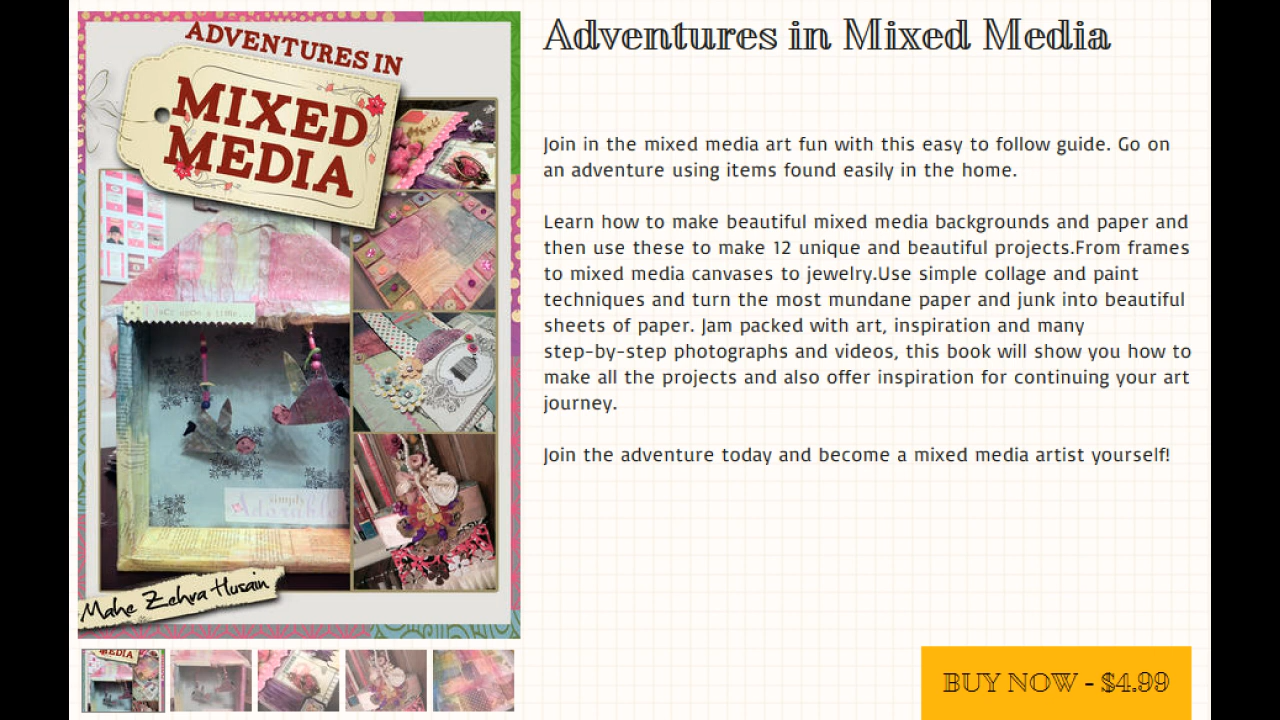 ADVENTURES IN
MIXED
MEDIA
Once upon a time...
simply
Adorable
Mahe Zehra Husain
MEDIA
Adventures in Mixed Media
Join in the mixed media art fun with this easy to follow guide. Go on
an adventure using items found easily in the home.
Learn how to make beautiful mixed media backgrounds and paper and
then use these to make 12 unique and beautiful projects.From frames
to mixed media canvases to jewelry.Use simple collage and paint
techniques and turn the most mundane paper and junk into beautiful
sheets of paper. Jam packed with art, inspiration and many
step-by-step photographs and videos, this book will show you how to
make all the projects and also offer inspiration for continuing your art
journey.
Join the adventure today and become a mixed media artist yourself!
BUY NOW - $4.99